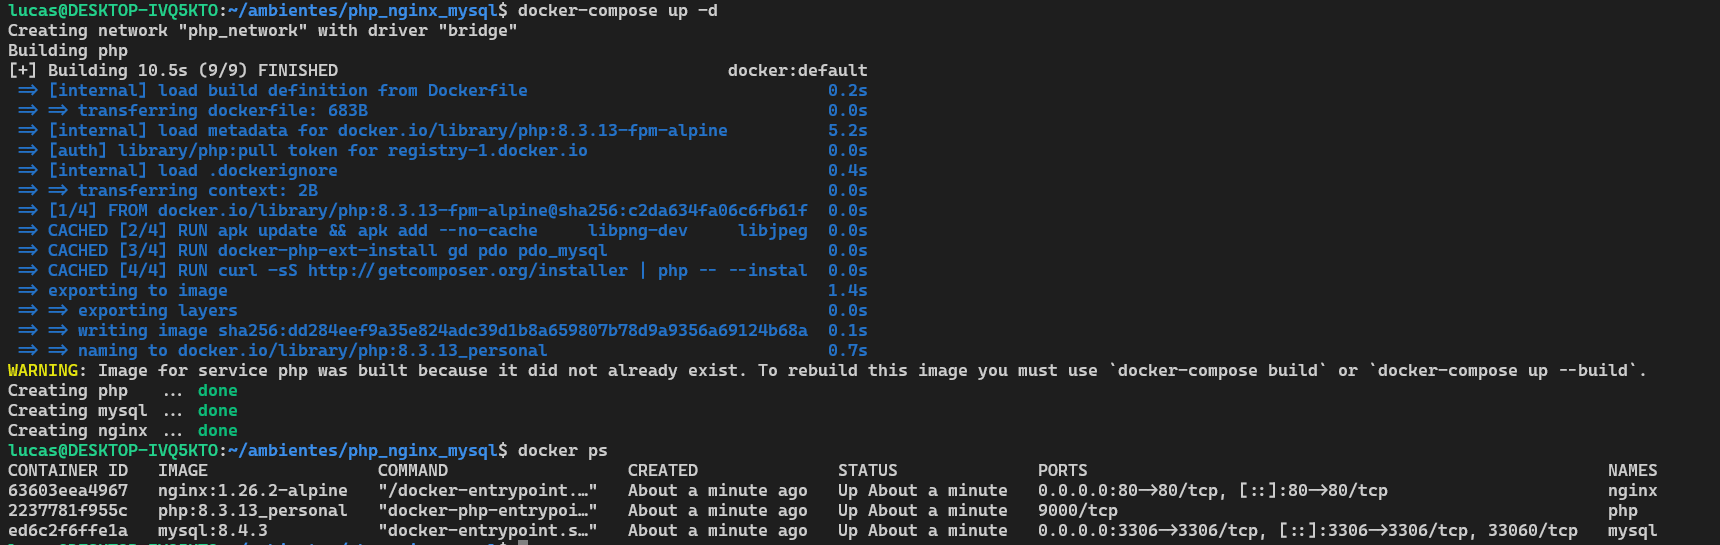 lucas@DESKTOP-IVQ5KTO:~/ambientes/php_nginx_mysql$ docker-compose up -d
Creating network "php_network" with driver "bridge"
Building php
[+] Building 10.5s (9/9) FINISHED docker:default
=> [internal] load build definition from Dockerfile 0.2s
=> => transferring dockerfile: 683B 0.0s
=> [internal] load metadata for docker.io/library/php:8.3.13-fpm-alpine 5.2s
=> [auth] library/php:pull token for registry-1.docker.io 0.0s
=> [internal] load .dockerignore 0.4s
=> => transferring context: 2B 0.0s
=> [1/4] FROM docker.io/library/php:8.3.13-fpm-alpine@sha256:c2da634fa06c6fb61f 0.0s
=> CACHED [2/4] RUN apk update && apk add --no-cache libpng-dev libjpeg 0.0s
=> CACHED [3/4] RUN docker-php-ext-install gd pdo pdo_mysql 0.0s
=> CACHED [4/4] RUN curl -sS http://getcomposer.org/installer | php -- --instal 0.0s
=> exporting to image 1.4s
=> => exporting layers 0.0s
=> => writing image sha256:dd284eef9a35e824adc39d1b8a659807b78d9a9356a69124b68a 0.1s
=> => naming to docker.io/library/php:8.3.13_personal 0.7s
WARNING: Image for service php was built because it did not already exist. To rebuild this image you must use `docker-compose build` or `docker-compose up --build`.
Creating php ... done
Creating mysql ... done
Creating nginx ... done
lucas@DESKTOP-IVQ5KTO:~/ambientes/php_nginx_mysql$ docker ps
CONTAINER ID IMAGE COMMAND CREATED STATUS PORTS NAMES
63603eea4967 nginx:1.26.2-alpine "/docker-entrypoint.…" About a minute ago Up About a minute 0.0.0.0:80->80/tcp, [::]:80->80/tcp nginx
2237781f955c php:8.3.13_personal "docker-php-entrypoi…" About a minute ago Up About a minute 9000/tcp php
ed6c2f6ffe1a mysql:8.4.3 "docker-entrypoint.s…" About a minute ago Up About a minute 0.0.0.0:3306->3306/tcp, [::]:3306->3306/tcp, 33060/tcp mysql